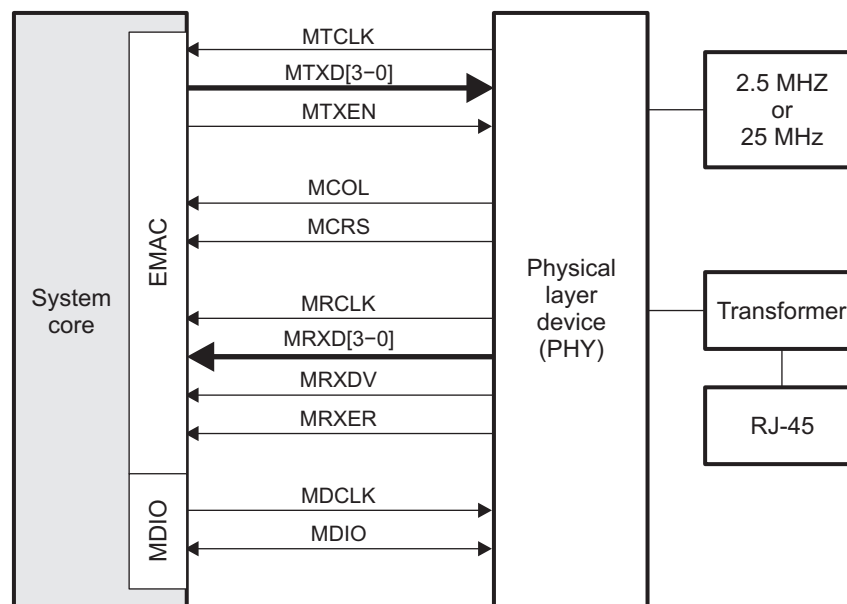 System
core
EMAC
MDIO
MTCLK
MTXD[3−0]
MTXEN
MCOL
MCRS
MRCLK
MRXD[3−0]
MRXDV
MRXER
MDCLK
MDIO
Physical
layer
device
(PHY)
2.5 MHZ
or
25 MHz
Transformer
RJ-45